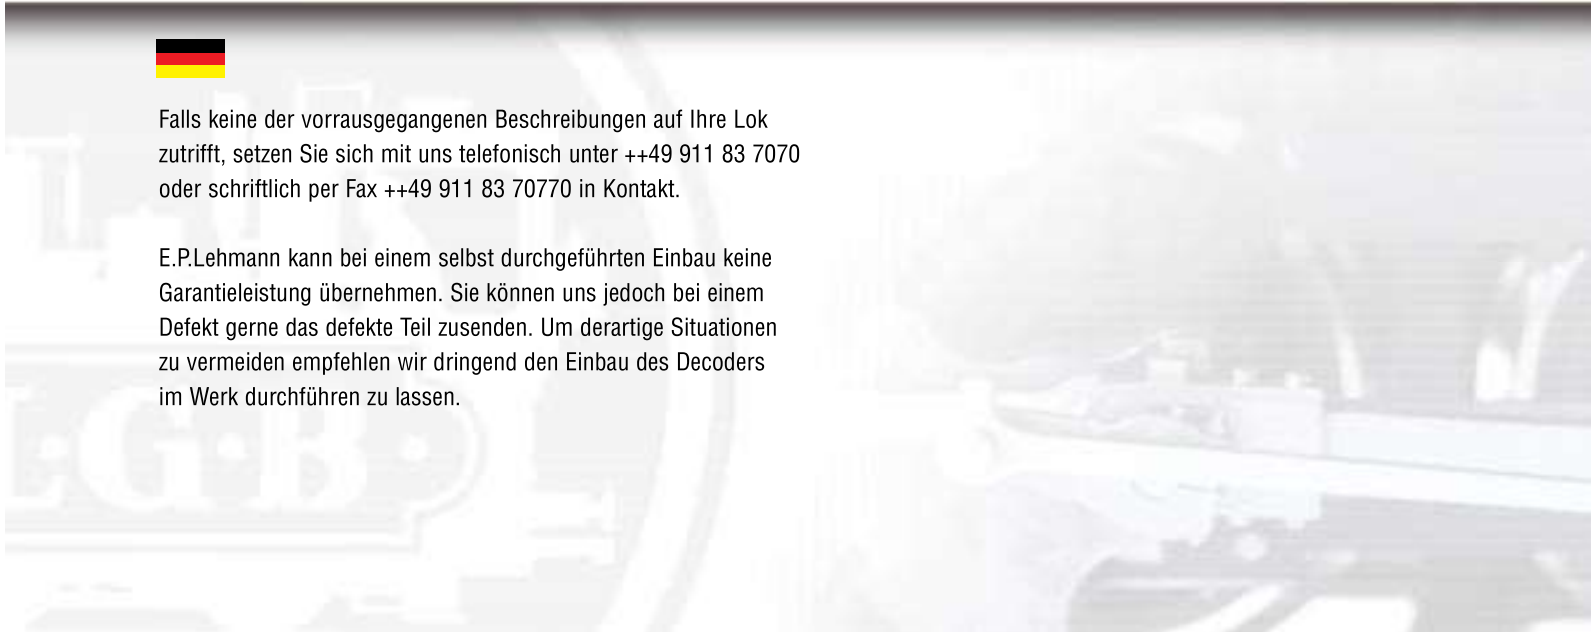 Falls keine der vorrausgegangenen Beschreibungen auf Ihre Lok
zutrifft, setzen Sie sich mit uns telefonisch unter ++49 911 83 7070
oder schriftlich per Fax ++49 911 83 70770 in Kontakt.
E.P.Lehmann kann bei einem selbst durchgeführten Einbau keine
Garantieleistung übernehmen. Sie können uns jedoch bei einem
Defekt gerne das defekte Teil zusenden. Um derartige Situationen
zu vermeiden empfehlen wir dringend den Einbau des Decoders
im Werk durchführen zu lassen.
L·G·B·